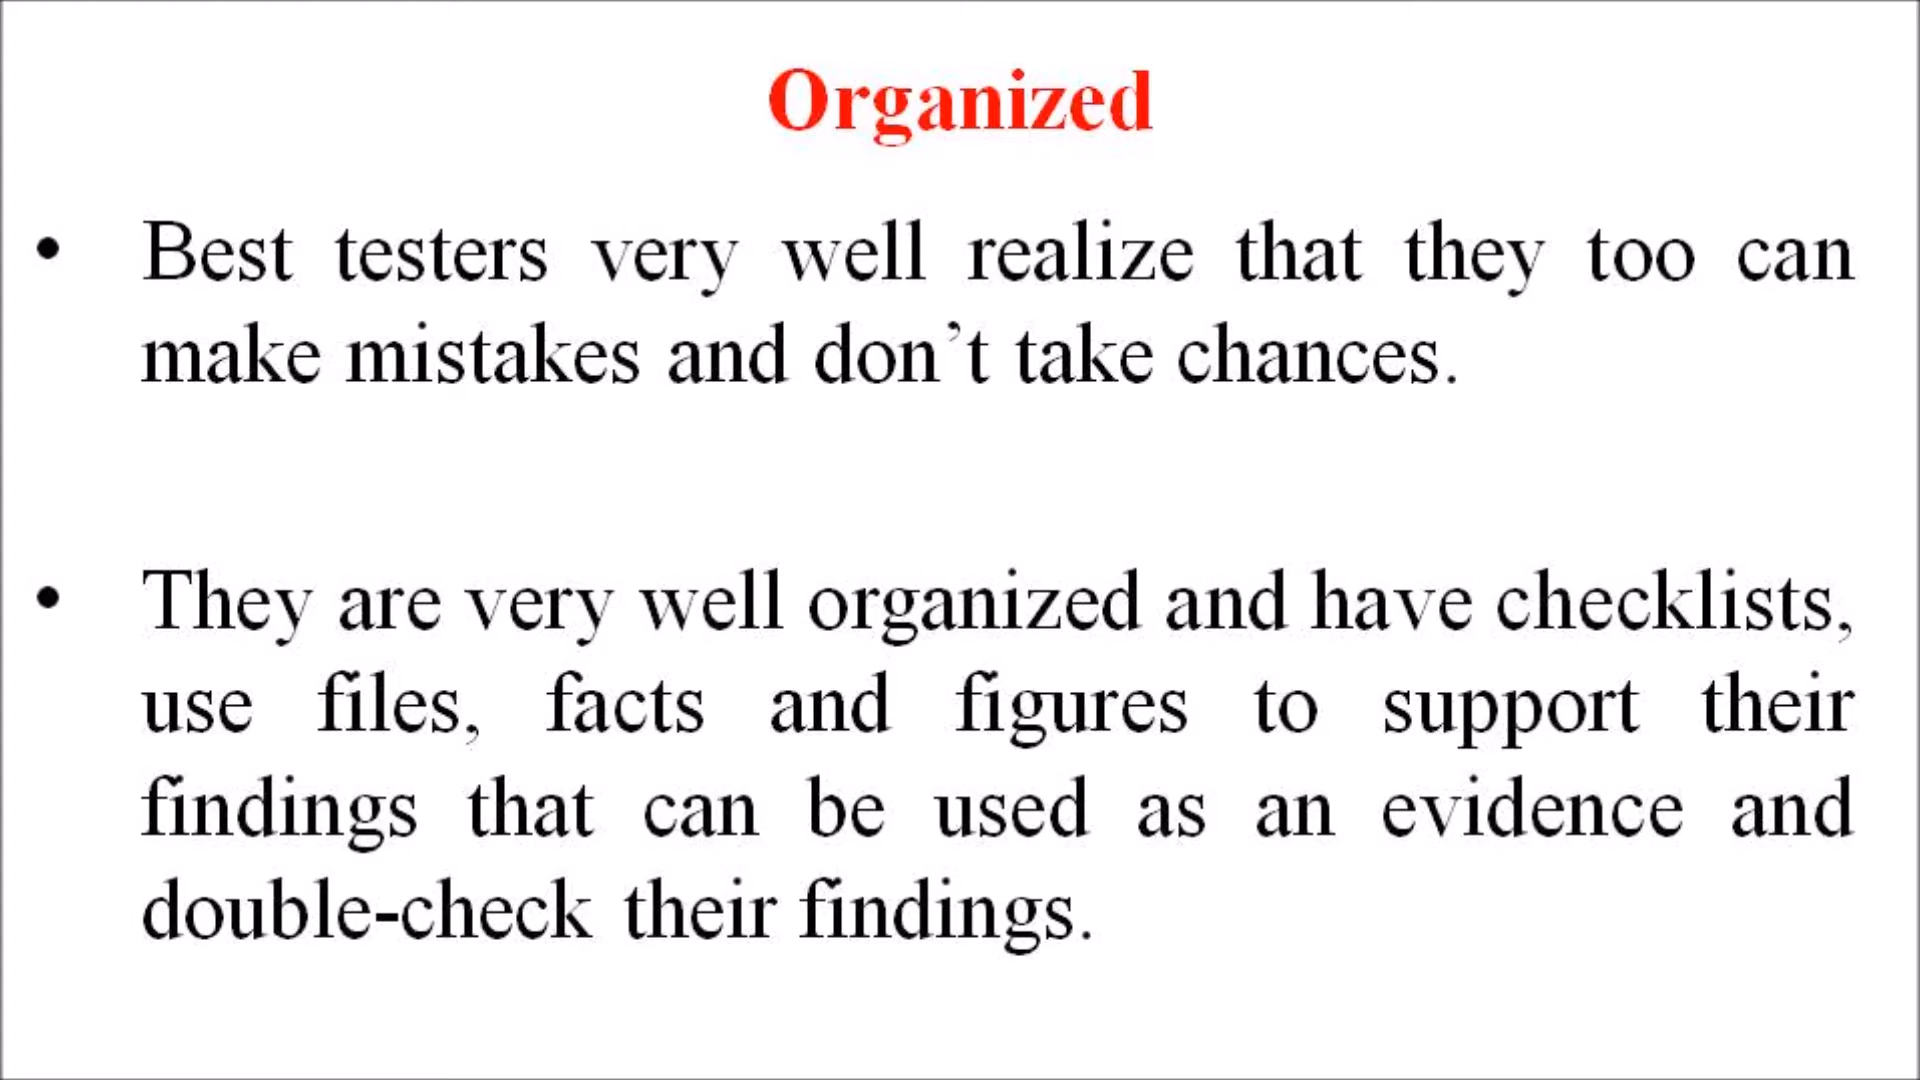 Organized
• Best testers very well realize that they too can
make mistakes and don’t take chances.
• They are very well organized and have checklists,
use files, facts and figures to support their
findings that can be used as an evidence and
double-check their findings.